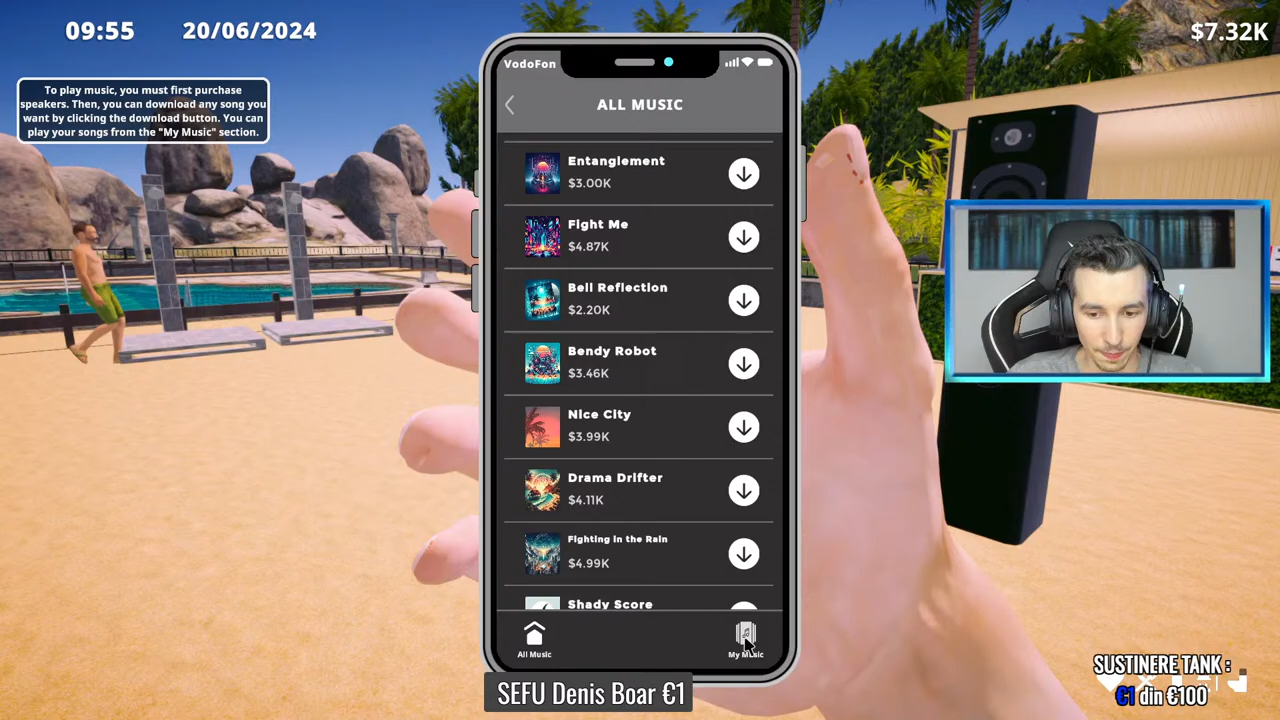 09:55
20/06/2024
$7.32K
To play music, you must first purchase
speakers. Then, you can download any song you
want by clicking the download button. You can
play your songs from the "My Music" section.
VodoFon
ALL MUSIC
Entanglement
$3.00K
Fight Me
$4.87K
Bell Reflection
$2.20K
Bendy Robot
$3.46K
Nice City
$3.99K
Drama Drifter
$4.11K
Fighting in the Rain
$4.99K
Shady Score
All Music
My Music
SEFU Denis Boar €1
SUSTINERE TANK :
€1 din €100